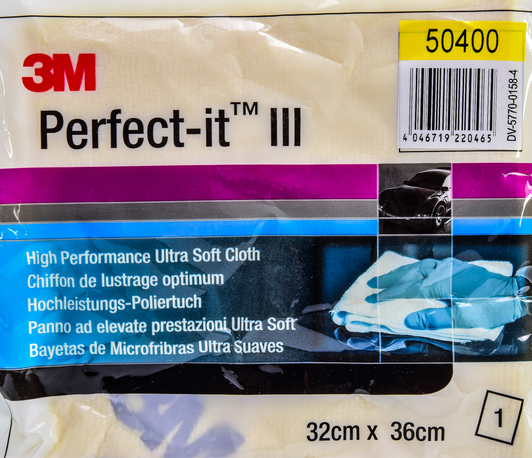 50400
3M
4 046719 220465
DV-5770-0158-4
Perfect-it™ III
High Performance Ultra Soft Cloth
Chiffon de lustrage optimum
Hochleistungs-Poliertuch
Panno ad elevate prestazioni Ultra Soft
Bayetas de Microfribras Ultra Suaves
32cm x 36cm
1
3M